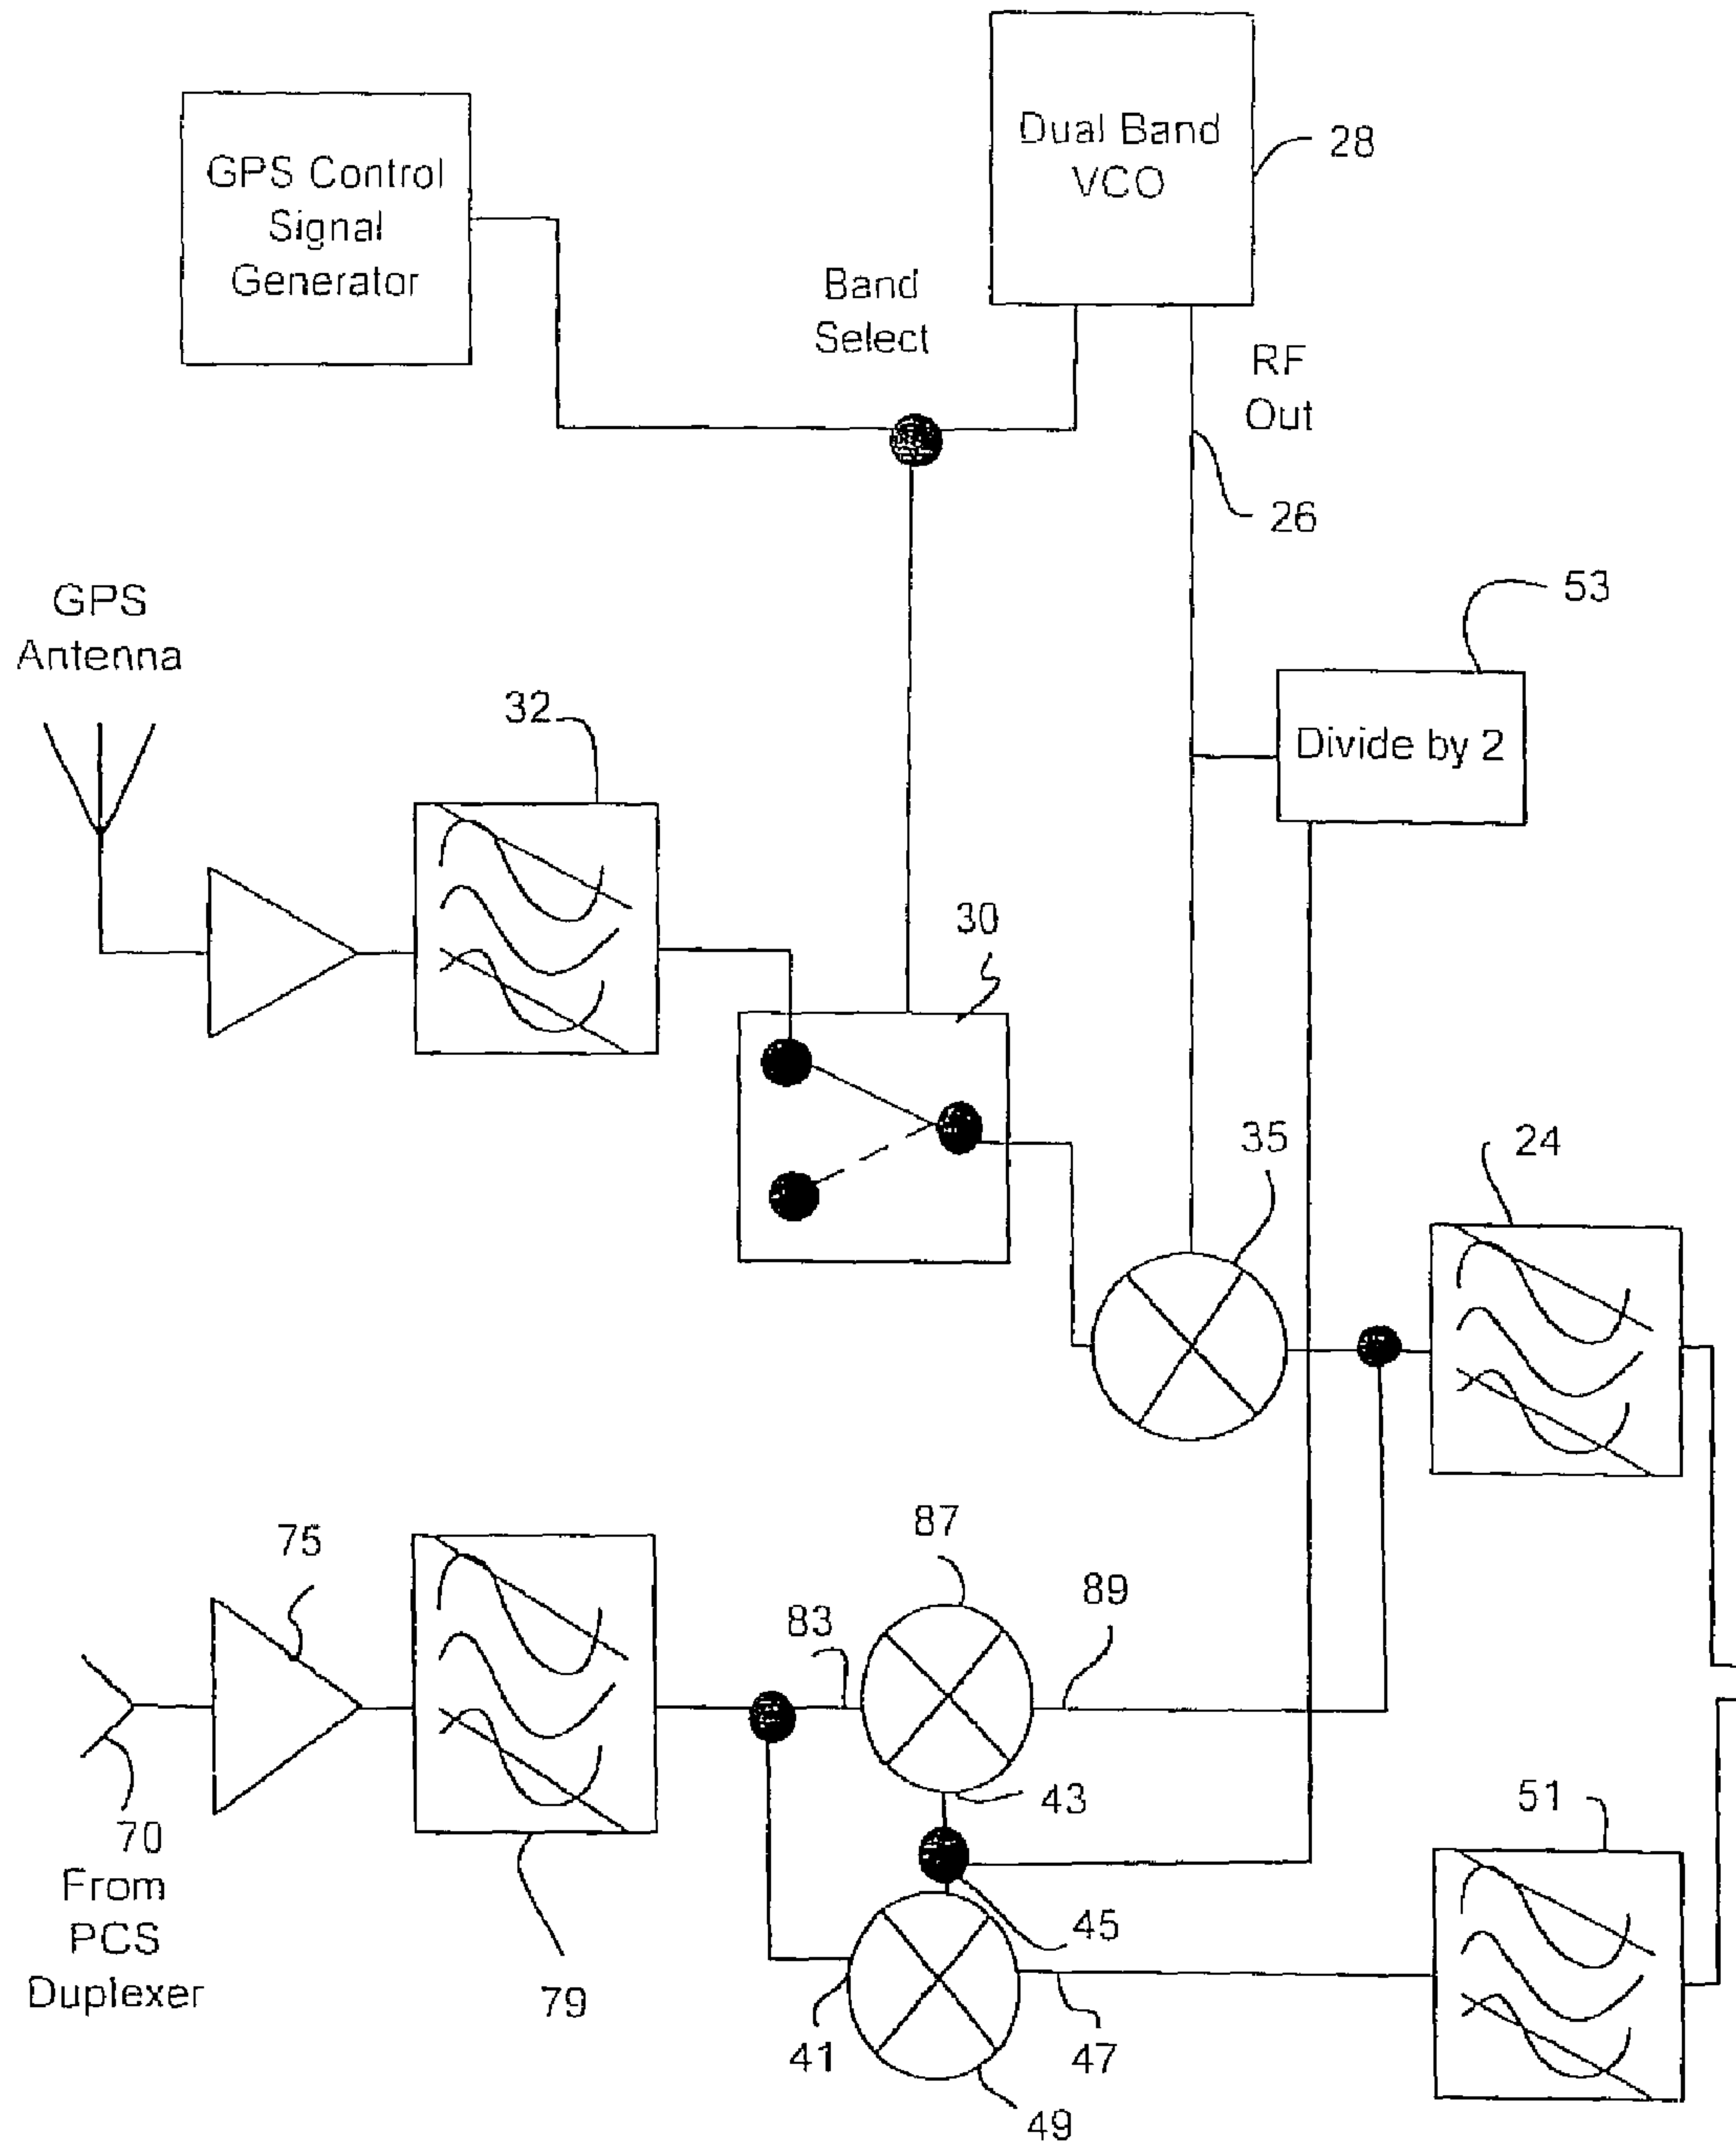 Dual Band
VCO
28
GPS Control
Signal
Generator
Band
Select
RF
Out
26
53
GPS
Antenna
32
Divide by 2
30
35
24
87
75
83
89
43
51
70
From
PCS
Duplexer
45
79
41
47
49